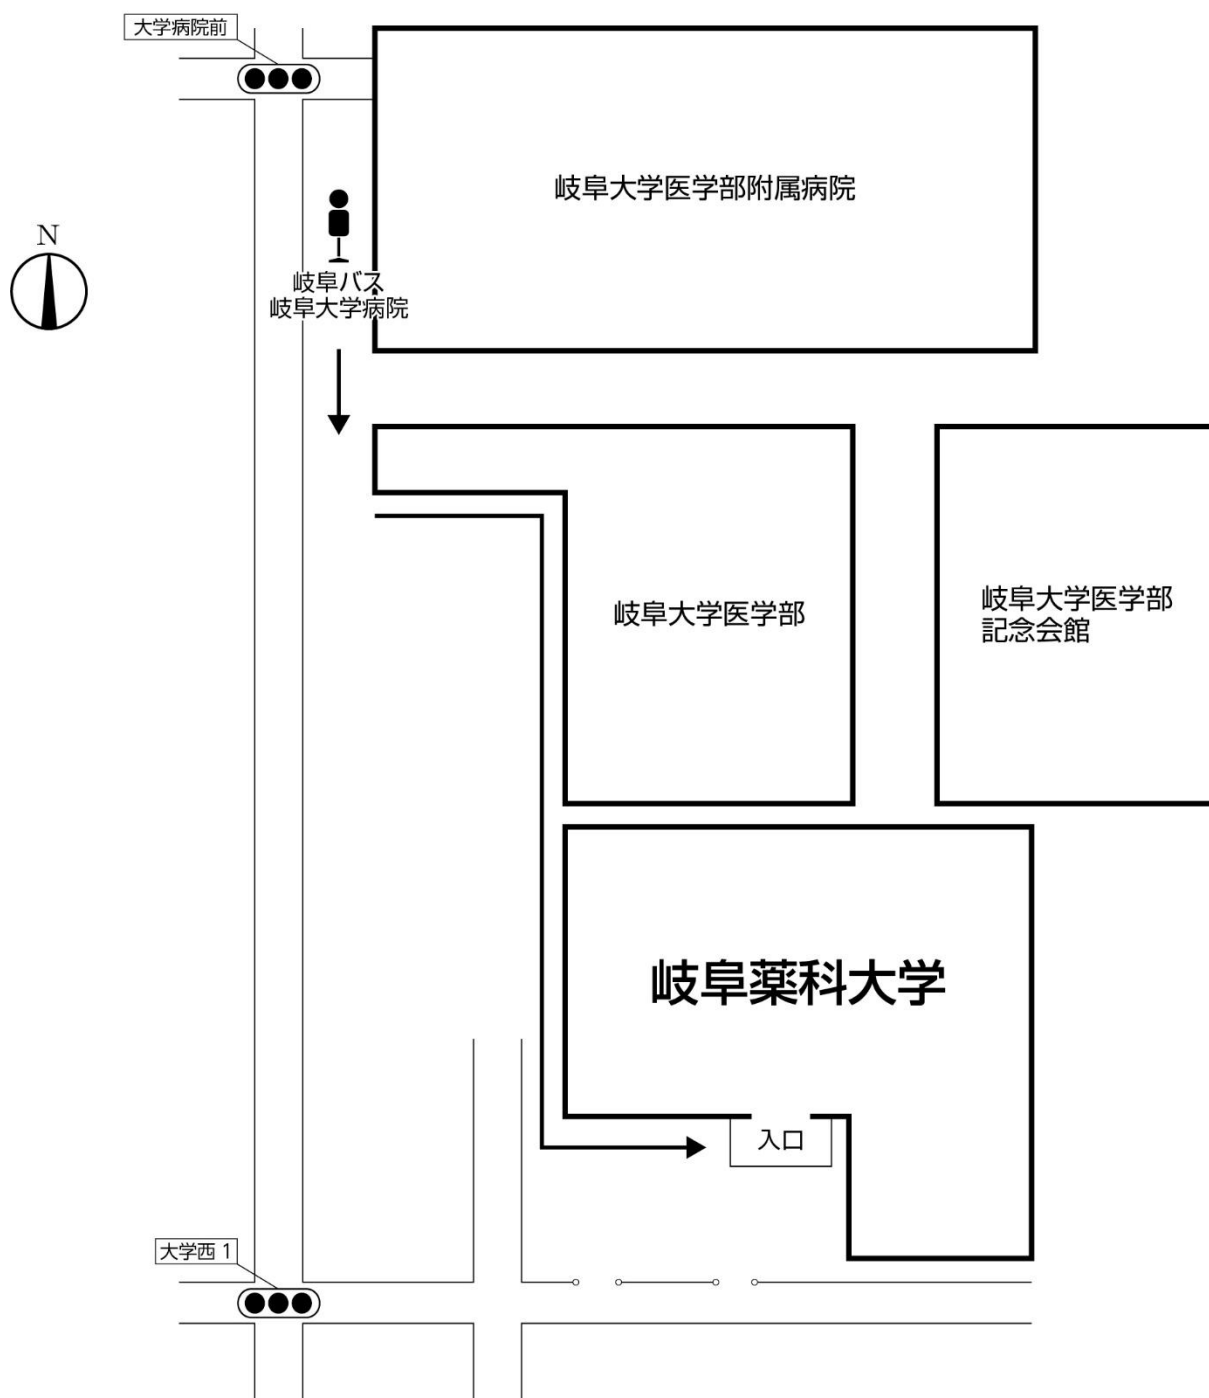 大学病院前
岐阜大学医学部附属病院
N
岐阜バス
岐阜大学病院
岐阜大学医学部
岐阜大学医学部
記念会館
岐阜薬科大学
入口
大学西 1